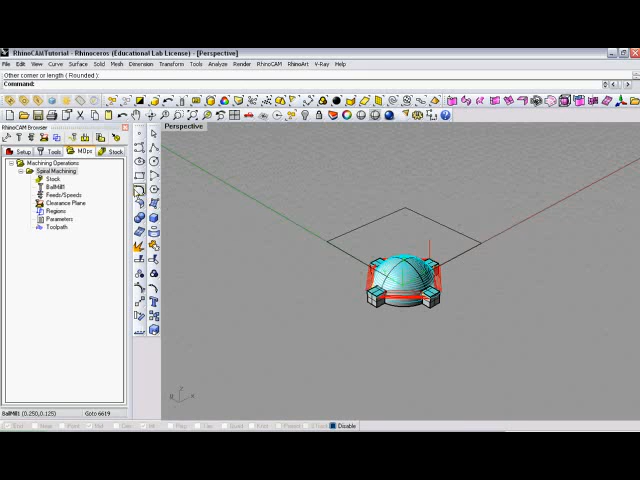 RhinoCAMTutorial - Rhinoceros (Educational Lab License) - [Perspective]
File Edit View Curve Surface Solid Mesh Dimension Transform Tools Analyze Render RhinoCAM RhinoArt V-Ray Help
Other corner or length ( Rounded ):
Command:
RhinoCAM Browser
Setup Tools MOps Stock
Machining Operations
Spiral Machining
Stock
BallMill1
Feeds/Speeds
Clearance Plane
Regions
Parameters
Toolpath
Perspective
z
x
BallMill1 (0.250,0.125) Goto 6619
Disable